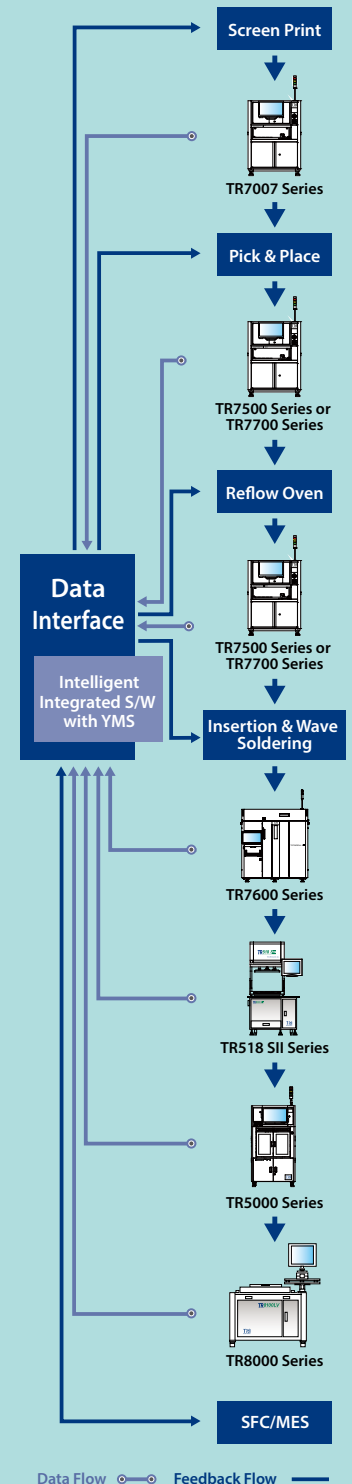 Screen Print
TR7007 Series
Pick & Place
TR7500 Series or
TR7700 Series
Reflow Oven
Data
Interface
TR7500 Series or
TR7700 Series
Intelligent
Integrated S/W
with YMS
Insertion & Wave
Soldering
TR7600 Series
TR518 SII Series
TR5000 Series
TR8100LV
TRI
TR8000 Series
SFC/MES
Data Flow
Feedback Flow